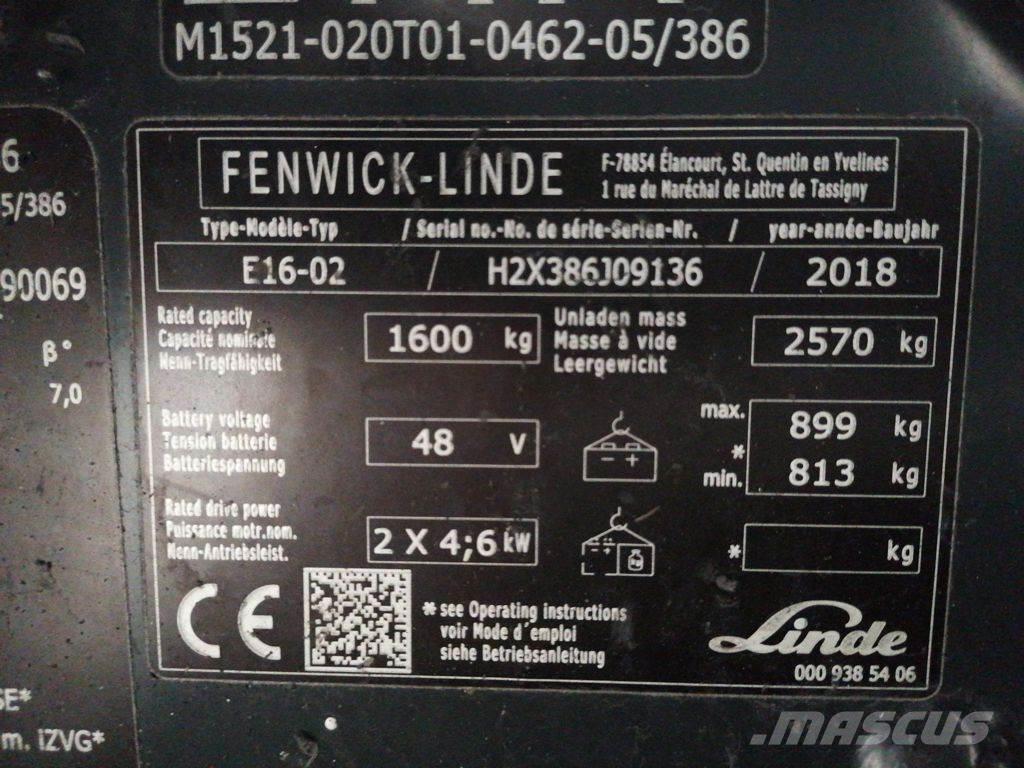 M1521-020T01-0462-05/386
6
5/386
90069
β°
7,0
SE*
m. iZVG*
FENWICK-LINDE
F-78854 Élancourt, St. Quentin en Yvelines
1 rue du Maréchal de Lattre de Tassigny
Type-Modèle-Typ / Serial no.-No. de série-Serien-Nr. / year-année-Baujahr
E16-02 / H2X386J09136 / 2018
Rated capacity
Capacité nominale
Nenn-Tragfähigkeit
1600 kg
Unladen mass
Masse à vide
Leergewicht
2570 kg
Battery voltage
Tension batterie
Batteriespannung
48 V
- +
max.
*
min.
899 kg
813 kg
Rated drive power
Puissance motr.nom.
Nenn-Antriebsleist.
2 X 4;6 kW
*
kg
CE
* see Operating instructions
voir Mode d'emploi
siehe Betriebsanleitung
Linde
000 938 54 06
MASCUS